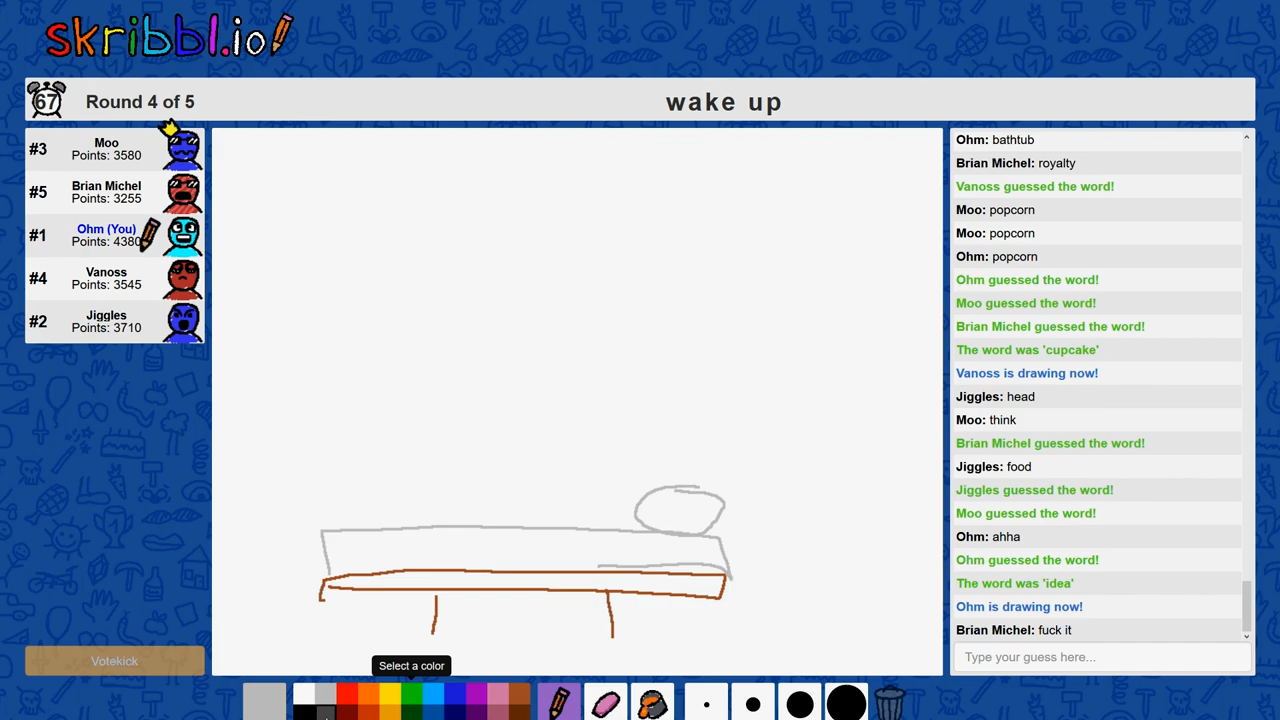 skribbl.io
67
Round 4 of 5
wake up
#3
Moo
Points: 3580
#5
Brian Michel
Points: 3255
#1
Ohm (You)
Points: 4380
#4
Vanoss
Points: 3545
#2
Jiggles
Points: 3710
Votekick
Select a color
Ohm: bathtub
Brian Michel: royalty
Vanoss guessed the word!
Moo: popcorn
Moo: popcorn
Ohm: popcorn
Ohm guessed the word!
Moo guessed the word!
Brian Michel guessed the word!
The word was 'cupcake'
Vanoss is drawing now!
Jiggles: head
Moo: think
Brian Michel guessed the word!
Jiggles: food
Jiggles guessed the word!
Moo guessed the word!
Ohm: ahha
Ohm guessed the word!
The word was 'idea'
Ohm is drawing now!
Brian Michel: fuck it
Type your guess here...